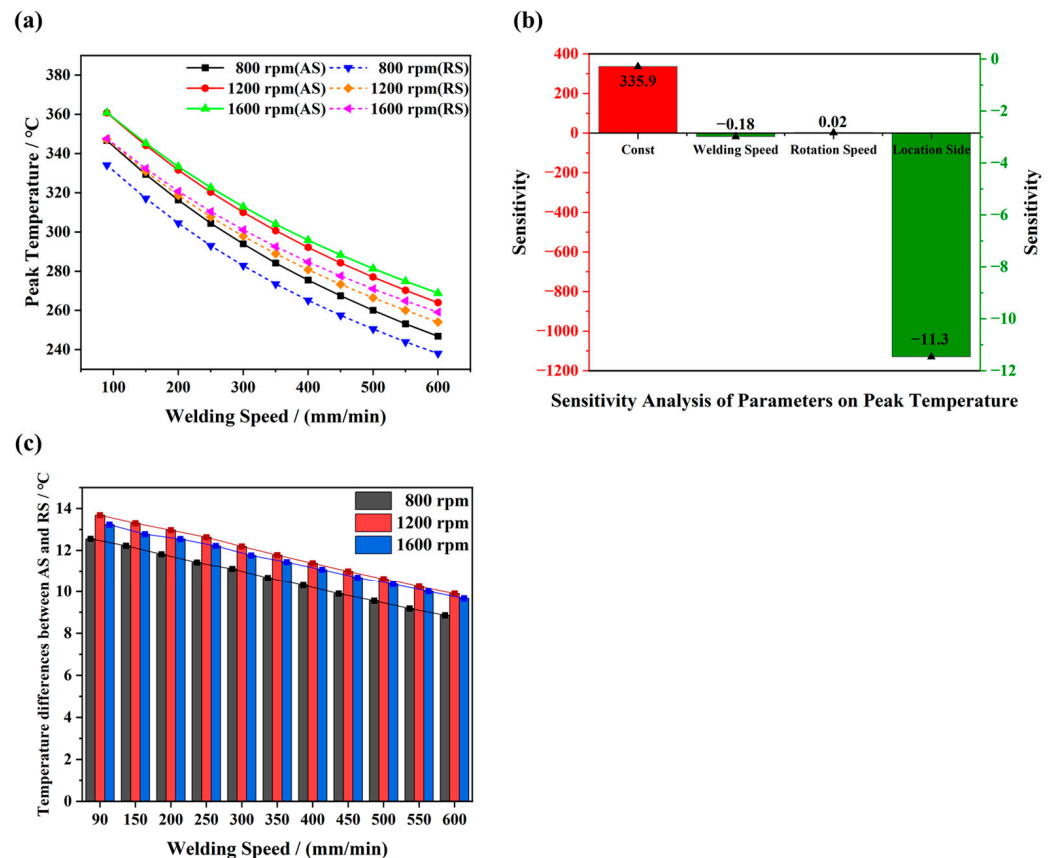 (a)
Peak Temperature / °C
380
360
340
320
300
280
260
240
800 rpm(AS)
800 rpm(RS)
1200 rpm(AS)
1200 rpm(RS)
1600 rpm(AS)
1600 rpm(RS)
100
200
300
400
500
600
Welding Speed / (mm/min)
(b)
Sensitivity
400
200
0
−200
−400
−600
−800
−1000
−1200
335.9
−0.18
0.02
−11.3
Const
Welding Speed
Rotation Speed
Location Side
0
−2
−4
−6
−8
−10
−12
Sensitivity
Sensitivity Analysis of Parameters on Peak Temperature
(c)
Temperature differences between AS and RS / °C
14
12
10
8
6
4
2
0
800 rpm
1200 rpm
1600 rpm
90
150
200
250
300
350
400
450
500
550
600
Welding Speed / (mm/min)